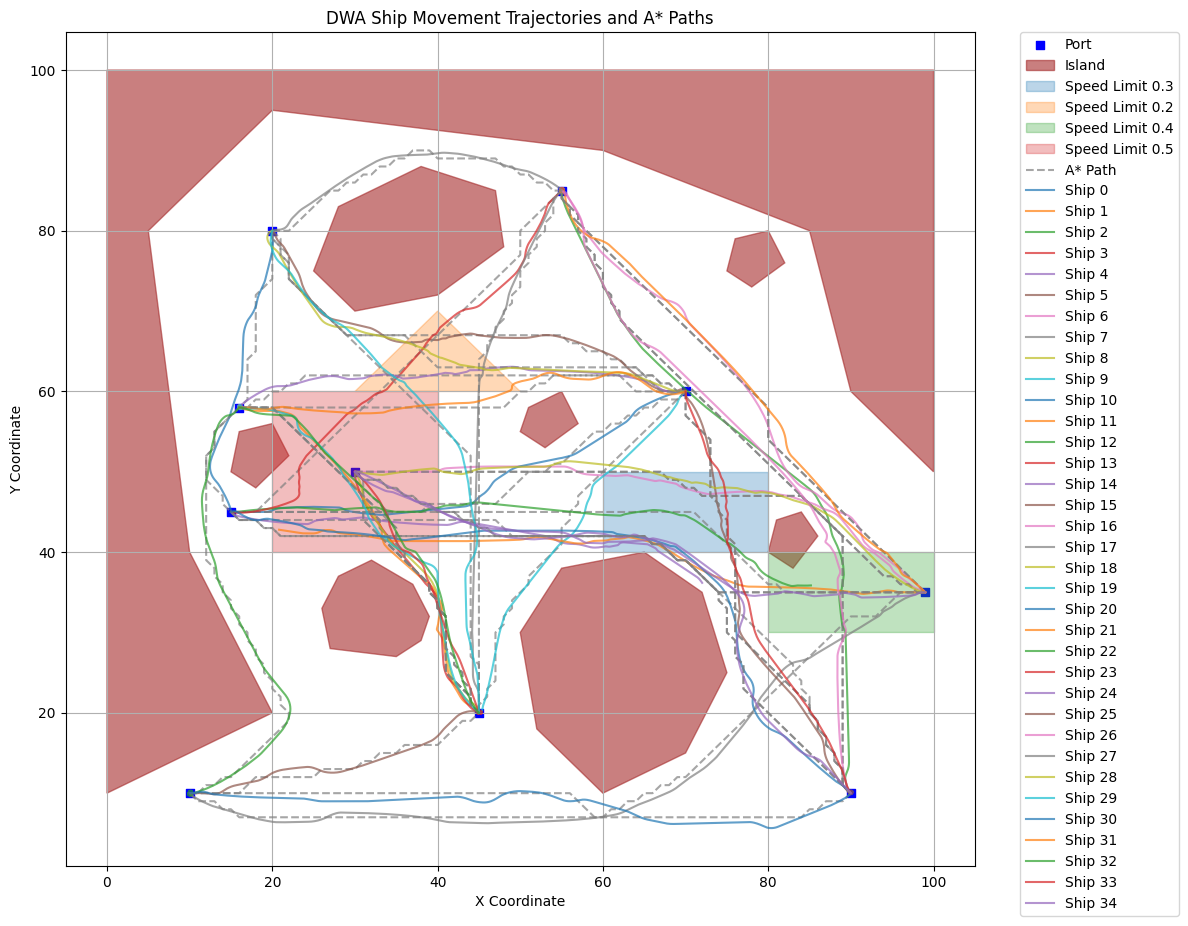 DWA Ship Movement Trajectories and A* Paths
Y Coordinate
100
80
60
40
20
0
20
40
60
80
100
X Coordinate
Port
Island
Speed Limit 0.3
Speed Limit 0.2
Speed Limit 0.4
Speed Limit 0.5
A* Path
Ship 0
Ship 1
Ship 2
Ship 3
Ship 4
Ship 5
Ship 6
Ship 7
Ship 8
Ship 9
Ship 10
Ship 11
Ship 12
Ship 13
Ship 14
Ship 15
Ship 16
Ship 17
Ship 18
Ship 19
Ship 20
Ship 21
Ship 22
Ship 23
Ship 24
Ship 25
Ship 26
Ship 27
Ship 28
Ship 29
Ship 30
Ship 31
Ship 32
Ship 33
Ship 34